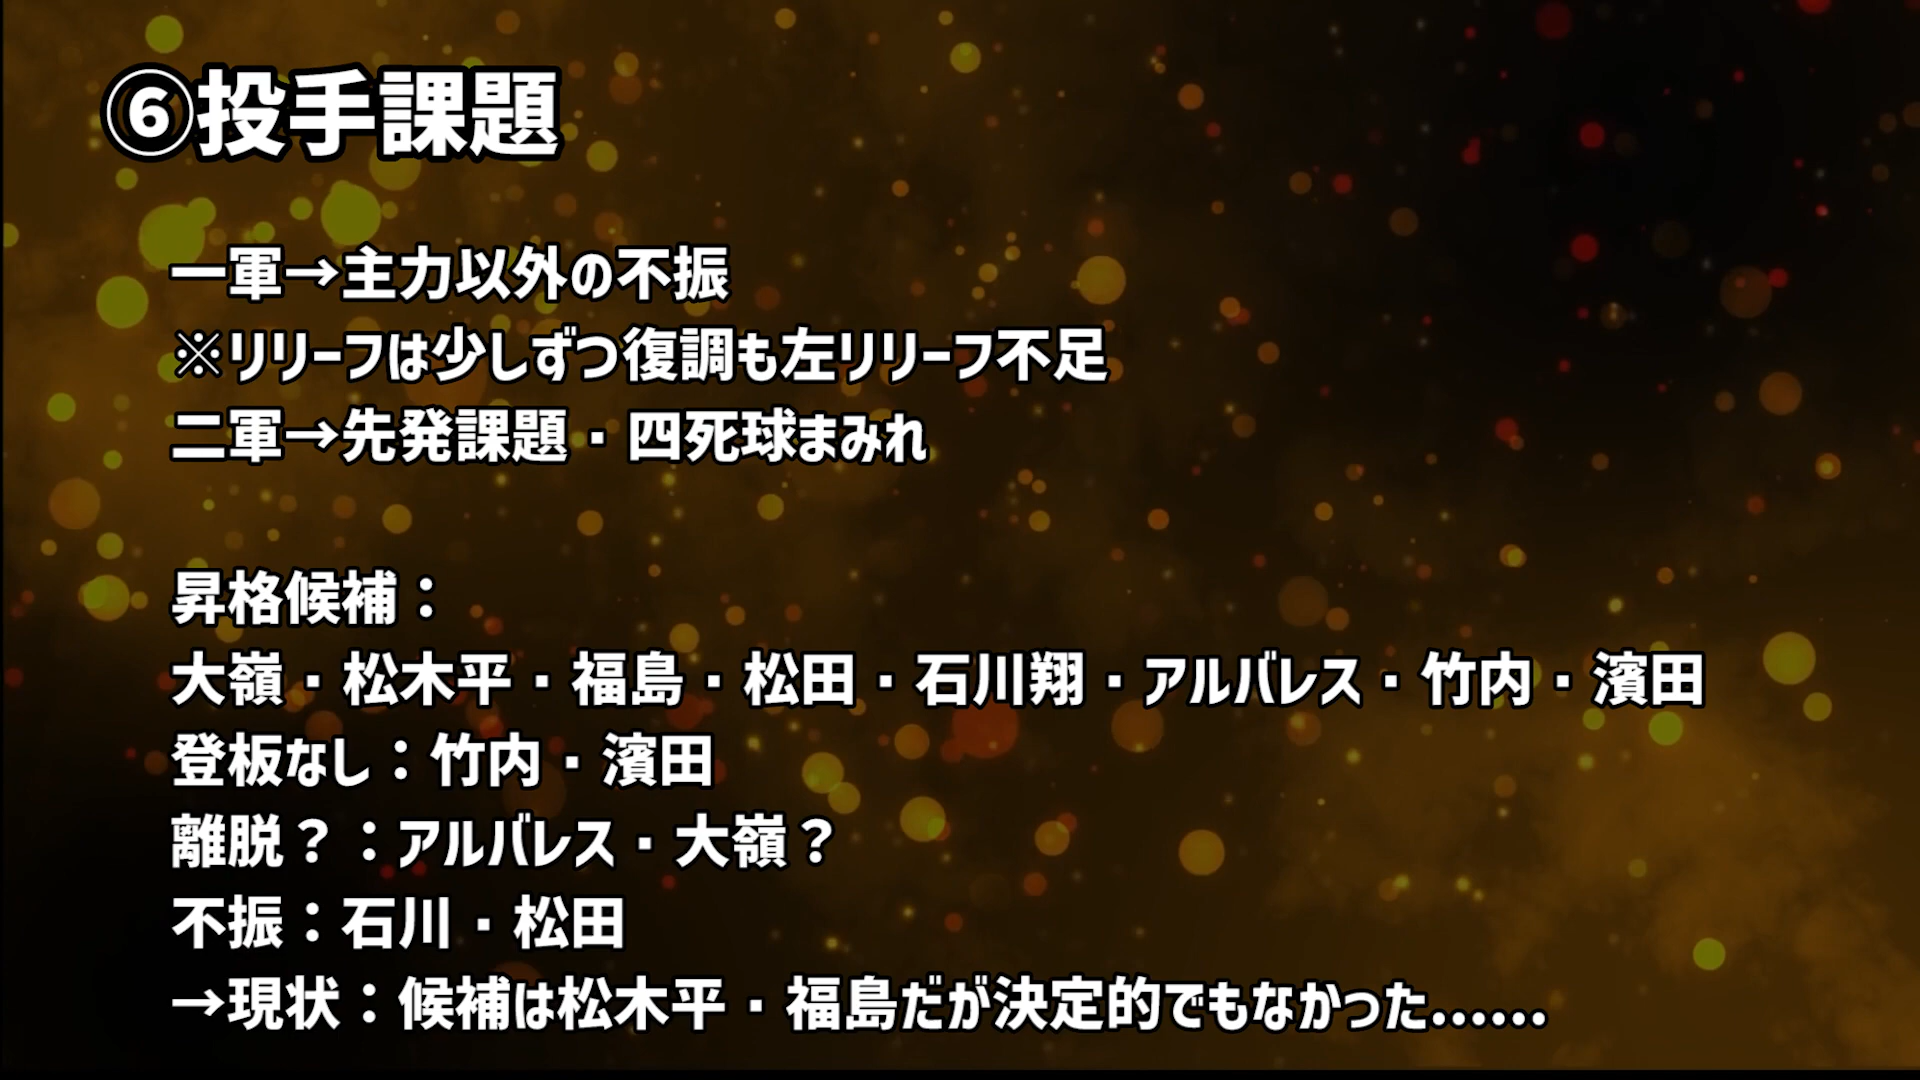 ⑥投手課題
一軍→主力以外の不振
※リリーフは少しずつ復調も左リリーフ不足
二軍→先発課題・四死球まみれ
昇格候補：
大嶺・松木平・福島・松田・石川翔・アルバレス・竹内・濱田
登板なし：竹内・濱田
離脱？：アルバレス・大嶺？
不振：石川・松田
→現状：候補は松木平・福島だが決定的でもなかった……